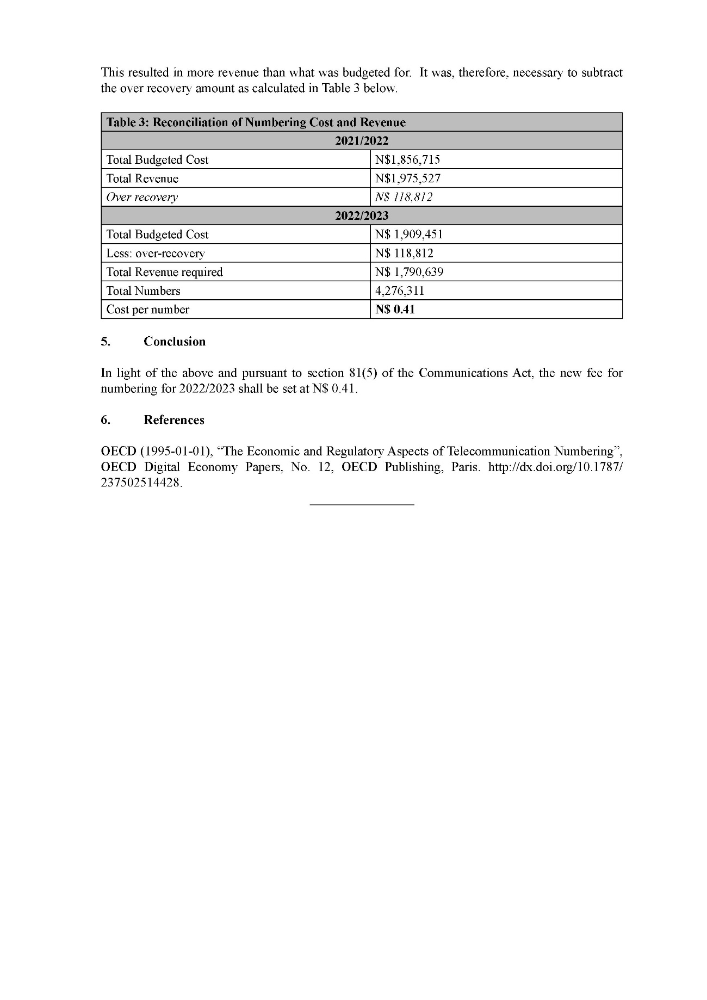 This resulted in more revenue than what was budgeted for.  It was, therefore, necessary to subtract
the over recovery amount as calculated in Table 3 below.
Table 3: Reconciliation of Numbering Cost and Revenue
2021/2022
Total Budgeted Cost N$1,856,715
Total Revenue N$1,975,527
Over recovery N$ 118,812
2022/2023
Total Budgeted Cost N$ 1,909,451
Less: over-recovery N$ 118,812
Total Revenue required N$ 1,790,639
Total Numbers 4,276,311
Cost per number N$ 0.41
5. Conclusion
In light of the above and pursuant to section 81(5) of the Communications Act, the new fee for
numbering for 2022/2023 shall be set at N$ 0.41.
6. References
OECD (1995-01-01), “The Economic and Regulatory Aspects of Telecommunication Numbering”,
OECD Digital Economy Papers, No. 12, OECD Publishing, Paris. http://dx.doi.org/10.1787/
237502514428.